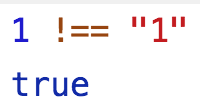 1 !== "1"
true